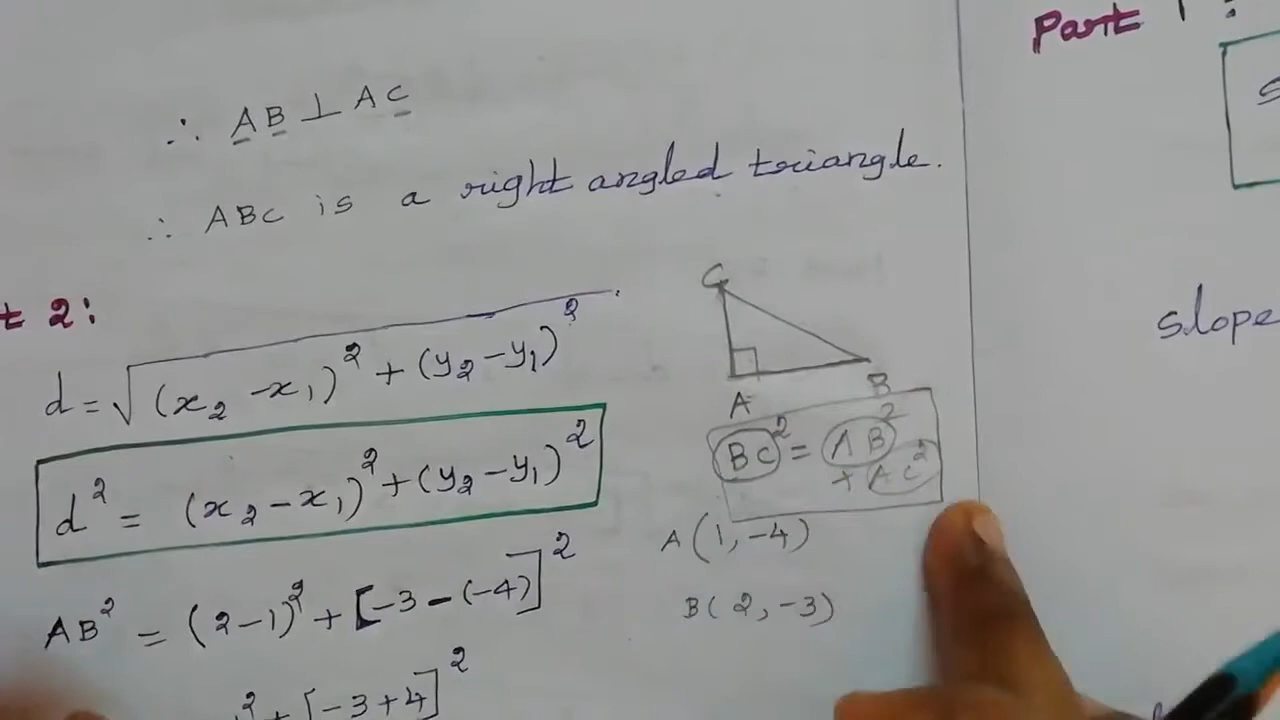 ∴ AB ⊥ AC
∴ ABC is a right angled triangle.
t 2:
d = √(x₂ - x₁)² + (y₂ - y₁)²
d² = (x₂ - x₁)² + (y₂ - y₁)²
AB² = (2 - 1)² + [-3 - (-4)]²
² + [-3 + 4]²
C
A
B
BC² = AB²
+ AC²
A (1, -4)
B (2, -3)
Part
S
slope